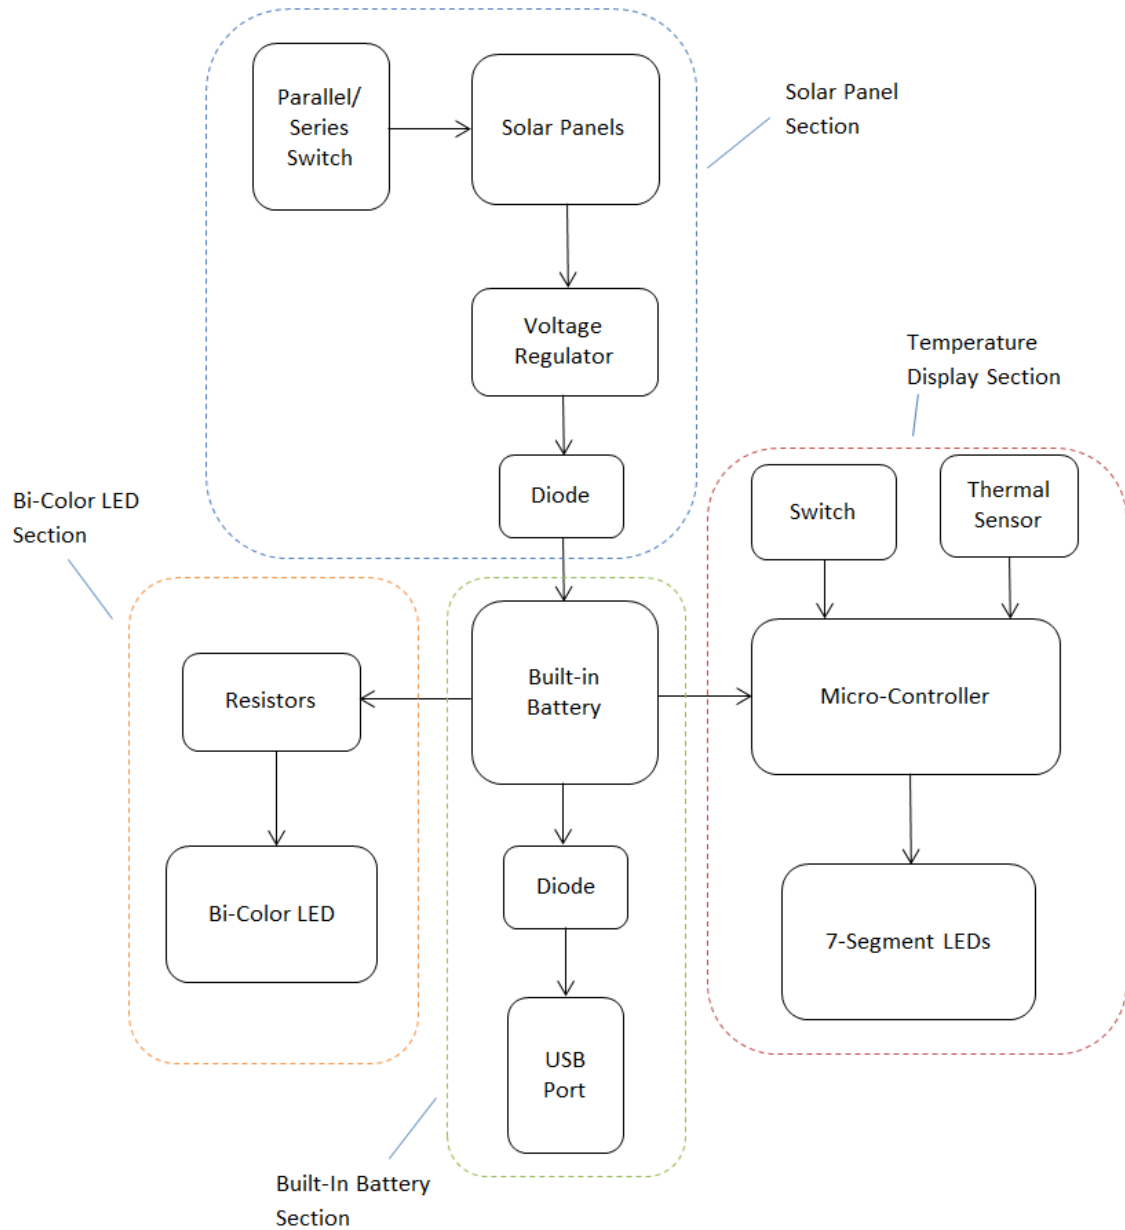 Parallel/
Series
Switch
Solar Panels
Solar Panel
Section
Voltage
Regulator
Temperature
Display Section
Diode
Switch
Thermal
Sensor
Bi-Color LED
Section
Resistors
Built-in
Battery
Micro-Controller
Bi-Color LED
Diode
7-Segment LEDs
USB
Port
Built-In Battery
Section